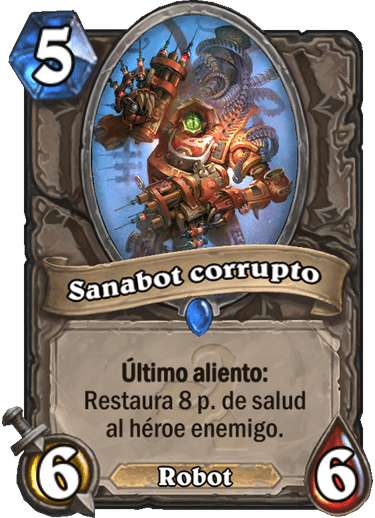 5
Sanabot corrupto
Último aliento:
Restaura 8 p. de salud
al héroe enemigo.
6
Robot
6